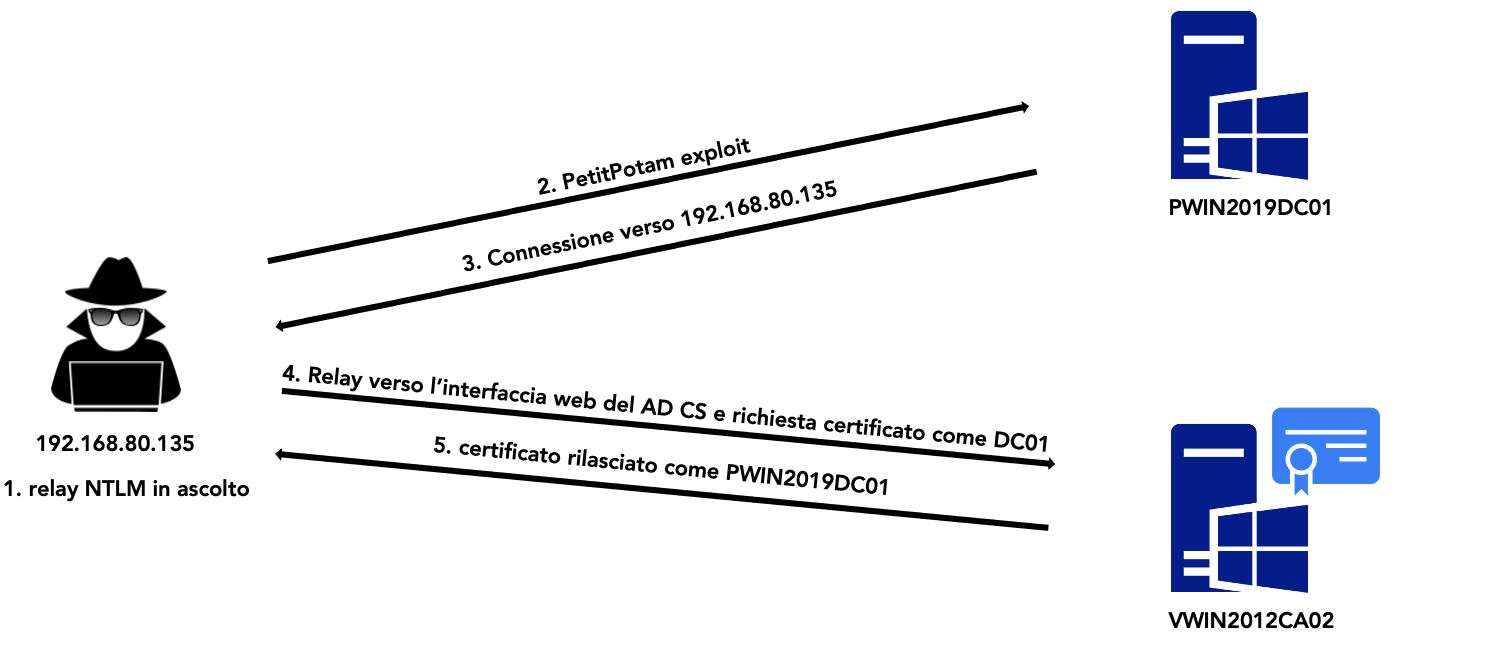 2. PetitPotam exploit
PWIN2019DC01
3. Connessione verso 192.168.80.135
4. Relay verso l’interfaccia web del AD CS e richiesta certificato come DC01
192.168.80.135
5. certificato rilasciato come PWIN2019DC01
1. relay NTLM in ascolto
VWIN2012CA02